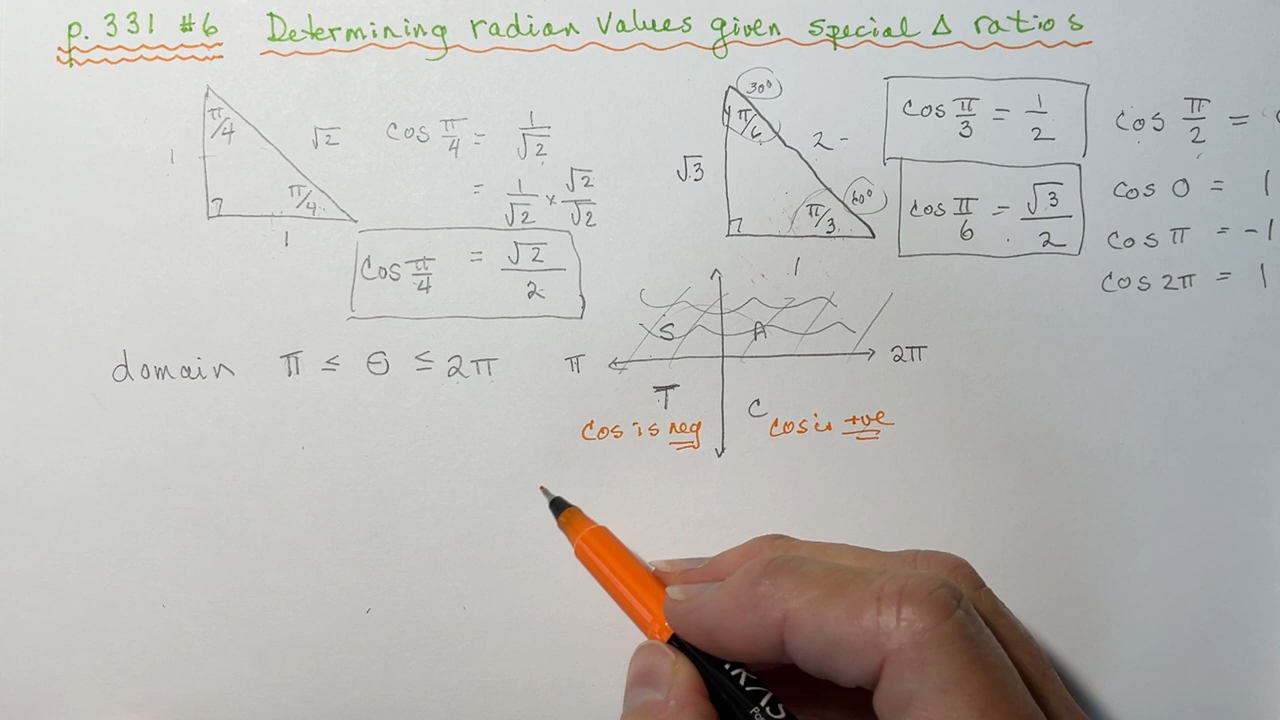 p. 331 #6 Determining radian values given special Δ ratios
π/4
1
√2
π/4
1
cos π/4 = 1/√2
= 1/√2 × √2/√2
cos π/4 = √2/2
30°
π/6
√3
2
60°
π/3
1
cos π/3 = 1/2
cos π/6 = √3/2
cos π/2 =
cos 0 = 1
cos π = -1
cos 2π = 1
domain π ≤ θ ≤ 2π
S A
π 2π
T C
cos is neg cos is +ve